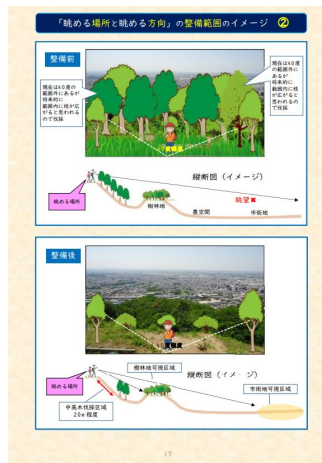 「眺める場所と眺める方向」の整備範囲のイメージ ②
整備前
現在は60度の
範囲外にあるが
将来的に
範囲内に枝が広
がると思われる
ので伐採
現在は60度
の範囲外に
あるが
将来的に
範囲内に枝
が広がると
思われるの
で伐採
縦断図(イメージ)
眺める場所
眺望✖
樹林地
農空間
市街地
整備後
60度程度
樹林地可視区域
縦断図(イメージ)
眺める場所
市街地可視区域
中高木伐採区域
20m程度
17